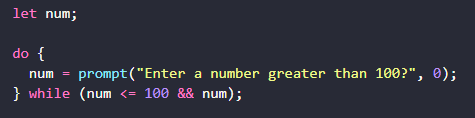 let num;

do {
  num = prompt("Enter a number greater than 100?", 0);
} while (num <= 100 && num);